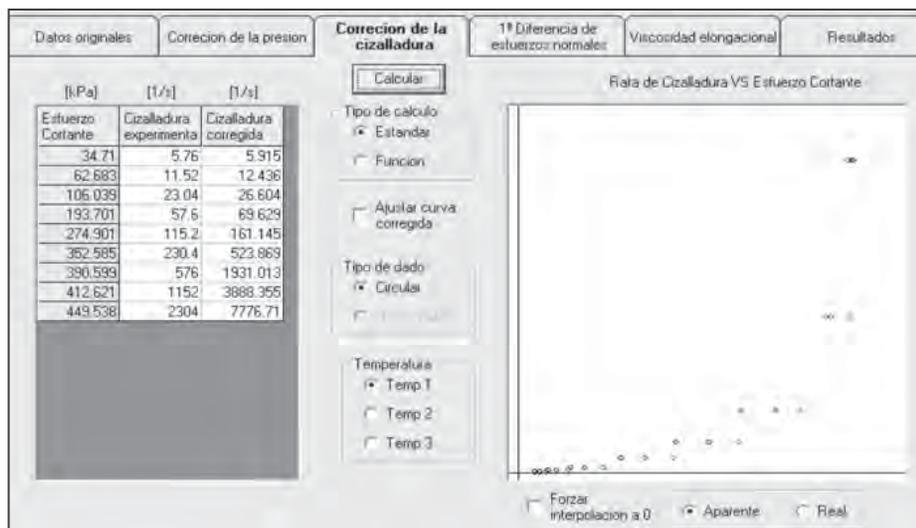 Datos originales
Correcion de la presion
Correcion de la
cizalladura
1ª Diferencia de
esfuerzos normales
Viscosidad elongacional
Resultados
[kPa] [1/s] [1/s]
Esfuerzo Cizalladura Cizalladura
Cortante experimenta corregida
34.71 5.76 5.915
62.683 11.52 12.436
106.039 23.04 26.604
193.701 57.6 69.629
274.901 115.2 161.145
352.585 230.4 523.869
390.599 576 1931.013
412.621 1152 3888.355
449.538 2304 7776.71
Calcular
Tipo de calculo
Estandar
Funcion
Ajustar curva
corregida
Tipo de dado
Circular
Temperatura
Temp 1
Temp 2
Temp 3
Rata de Cizalladura VS Esfuerzo Cortante
Forzar
interpolacion a 0
Aparente
Real